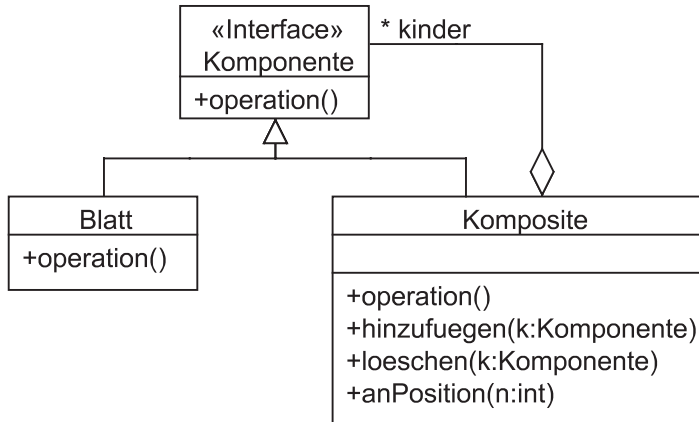 «Interface»
Komponente
+operation()
* kinder
Blatt
+operation()
Komposite
+operation()
+hinzufuegen(k:Komponente)
+loeschen(k:Komponente)
+anPosition(n:int)